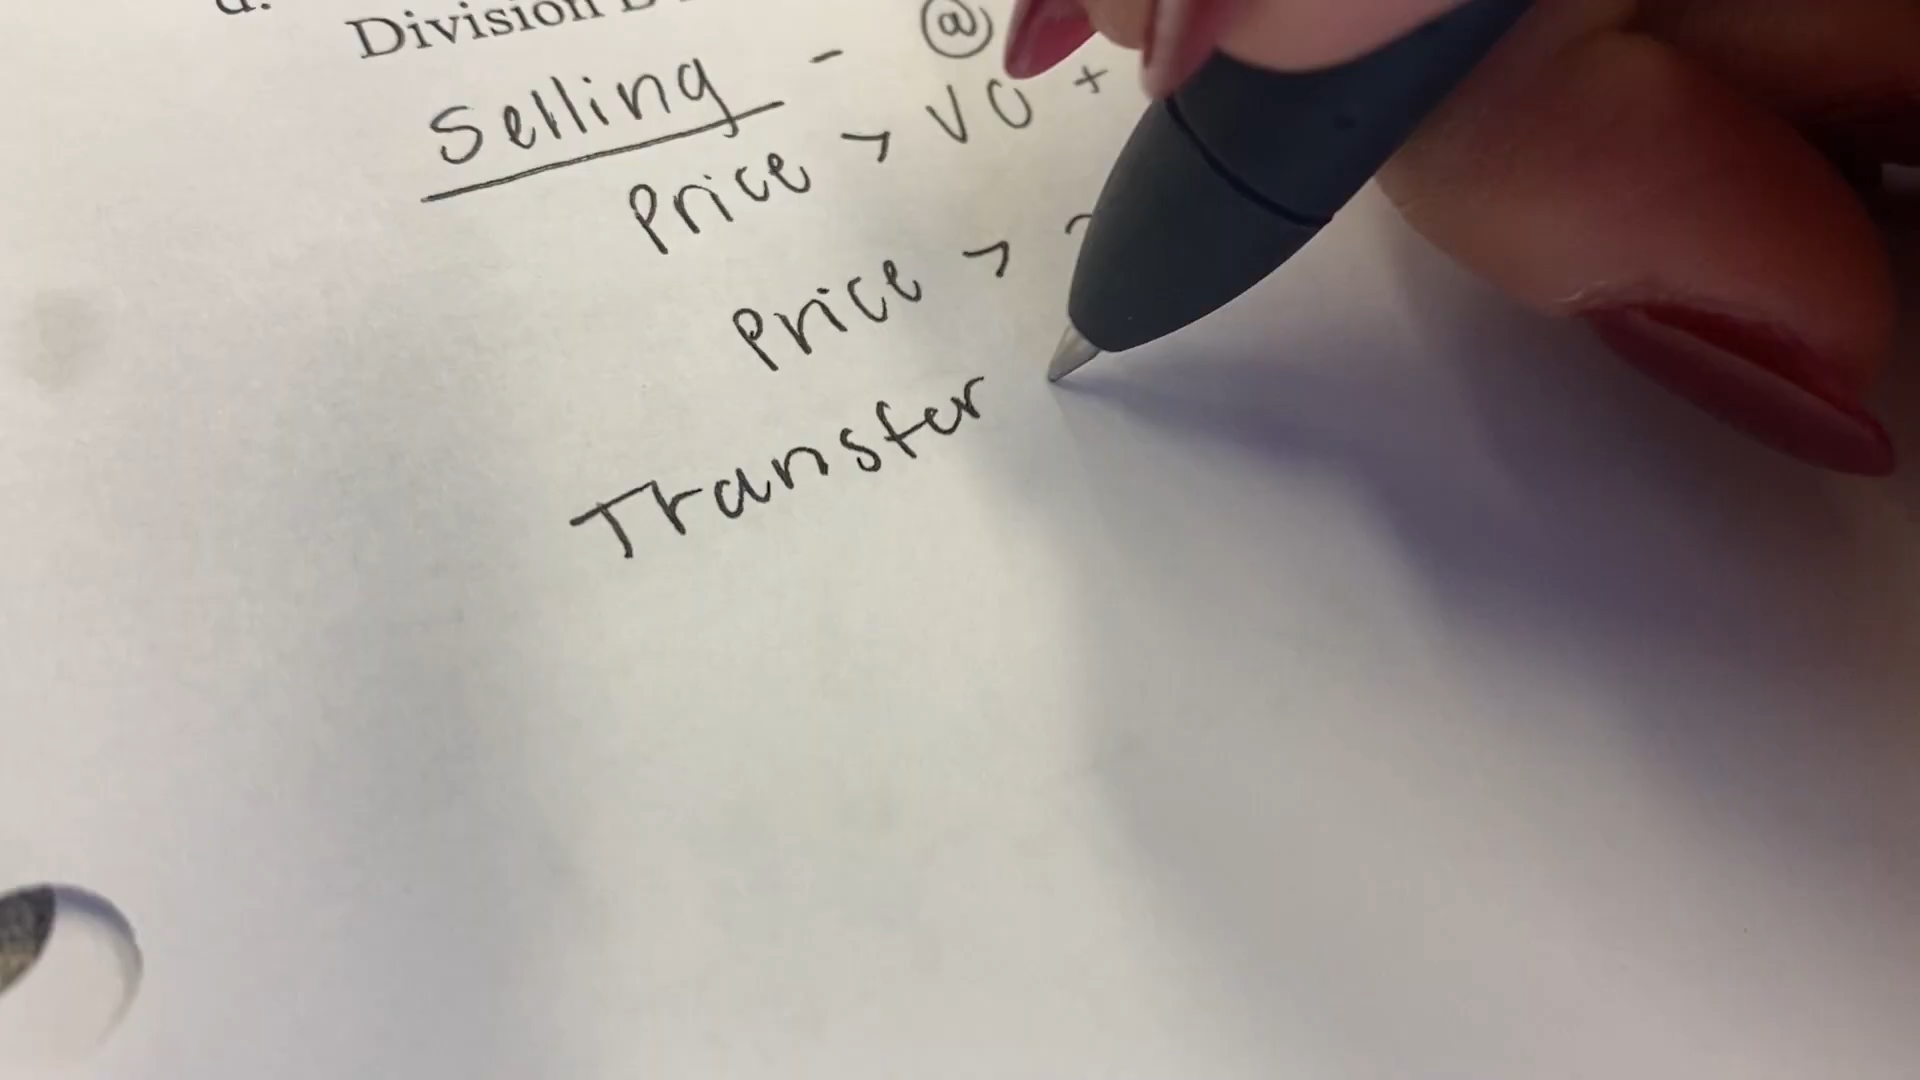 d.
Division
Selling - @
Price > VC +
Price >
Transfer